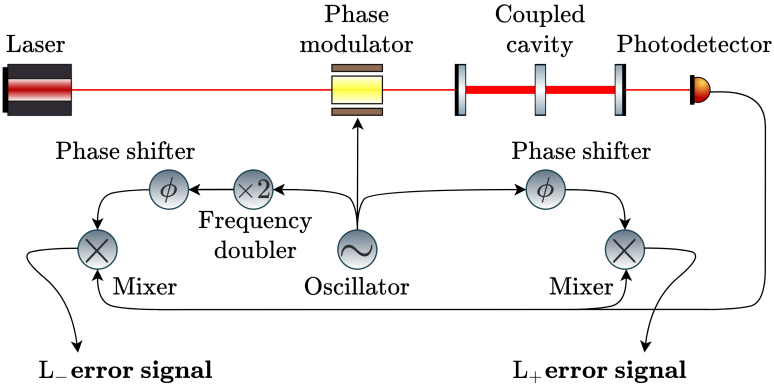 Laser
Phase
modulator
Coupled
cavity
Photodetector
Phase shifter
Phase shifter
ϕ
×2
ϕ
Frequency
doubler
Mixer
Oscillator
Mixer
L₋ error signal
L₊ error signal